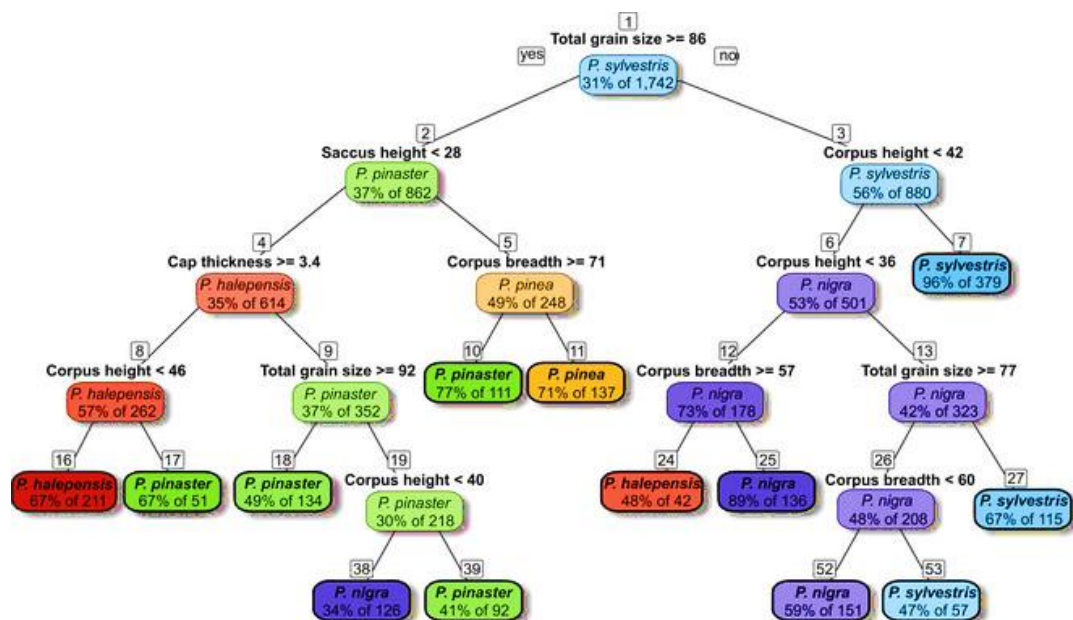 1
Total grain size >= 86
yes
no
P. sylvestris
31% of 1,742
2
Saccus height < 28
P. pinaster
37% of 862
3
Corpus height < 42
P. sylvestris
56% of 880
4
Cap thickness >= 3.4
P. halepensis
35% of 614
5
Corpus breadth >= 71
P. pinea
49% of 248
6
Corpus height < 36
P. nigra
53% of 501
7
P. sylvestris
96% of 379
8
Corpus height < 46
P. halepensis
57% of 262
9
Total grain size >= 92
P. pinaster
37% of 352
10
P. pinaster
77% of 111
11
P. pinea
71% of 137
12
Corpus breadth >= 57
P. nigra
73% of 178
13
Total grain size >= 77
P. nigra
42% of 323
16
P. halepensis
67% of 211
17
P. pinaster
67% of 51
18
P. pinaster
49% of 134
19
Corpus height < 40
P. pinaster
30% of 218
24
P. halepensis
48% of 42
25
P. nigra
89% of 136
26
Corpus breadth < 60
P. nigra
48% of 208
27
P. sylvestris
67% of 115
38
P. nigra
34% of 126
39
P. pinaster
41% of 92
52
P. nigra
59% of 151
53
P. sylvestris
47% of 57